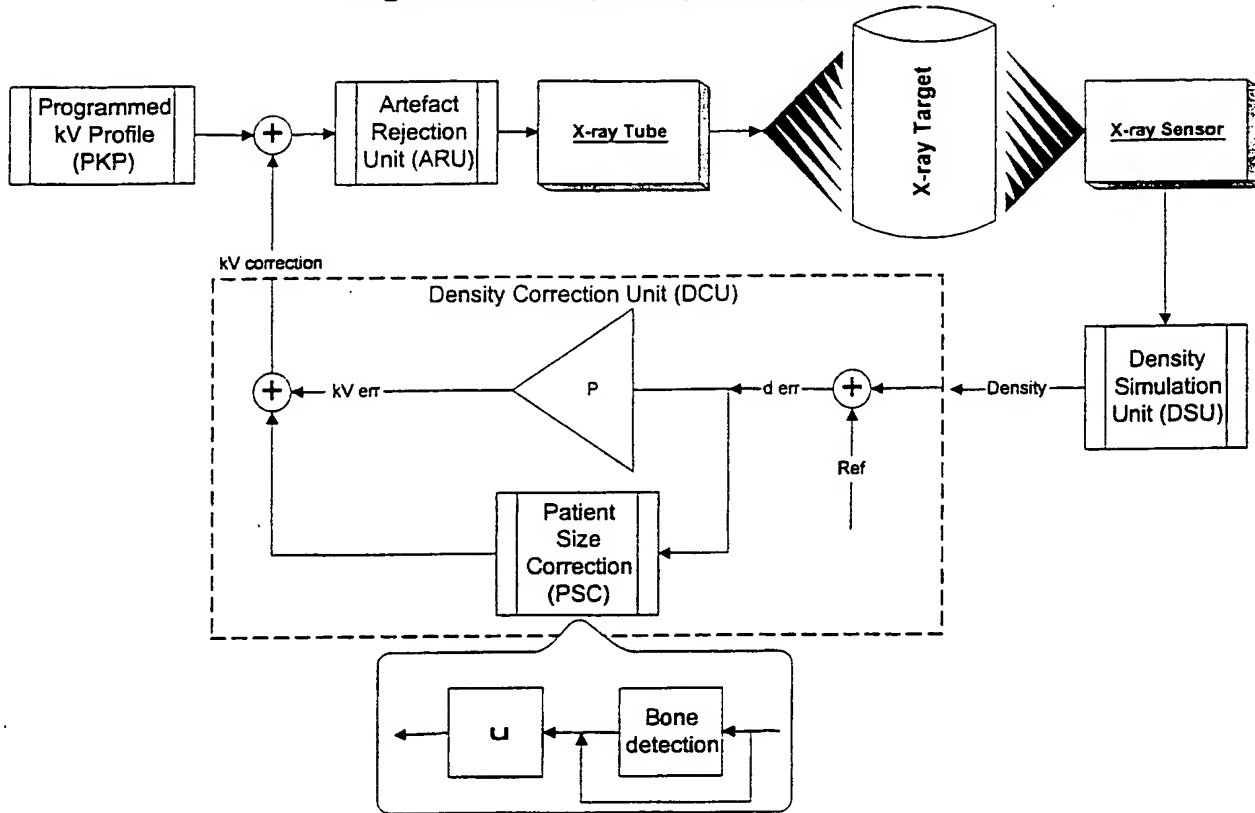 Programmed
kV Profile
(PKP)
+
Artefact
Rejection
Unit (ARU)
X-ray Tube
X-ray Target
X-ray Sensor
kV correction
Density Correction Unit (DCU)
+
kV err
P
d err
+
Density
Density
Simulation
Unit (DSU)
Ref
Patient
Size
Correction
(PSC)
u
Bone
detection